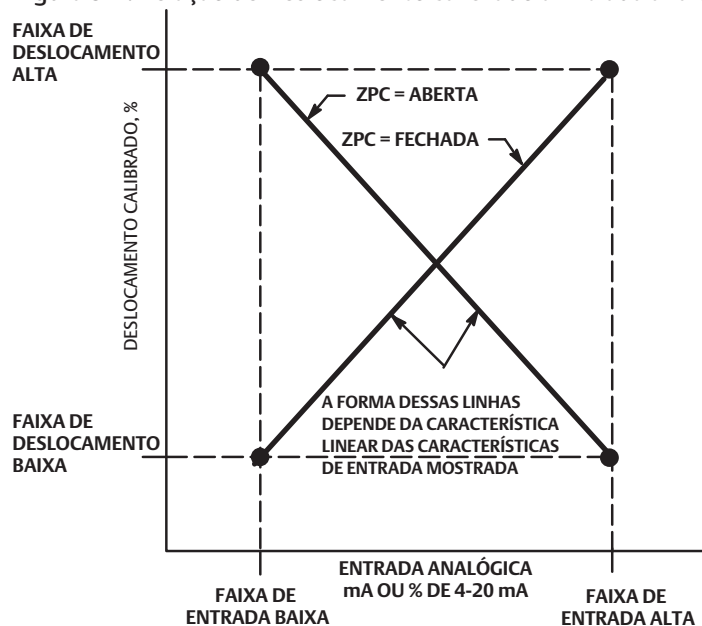 FAIXA DE
DESLOCAMENTO
ALTA
ZPC = ABERTA
ZPC = FECHADA
DESLOCAMENTO CALIBRADO, %
A FORMA DESSAS LINHAS
DEPENDE DA CARACTERÍSTICA
LINEAR DAS CARACTERÍSTICAS
DE ENTRADA MOSTRADA
FAIXA DE
DESLOCAMENTO
BAIXA
ENTRADA ANALÓGICA
mA OU % DE 4-20 mA
FAIXA DE
ENTRADA BAIXA
FAIXA DE
ENTRADA ALTA